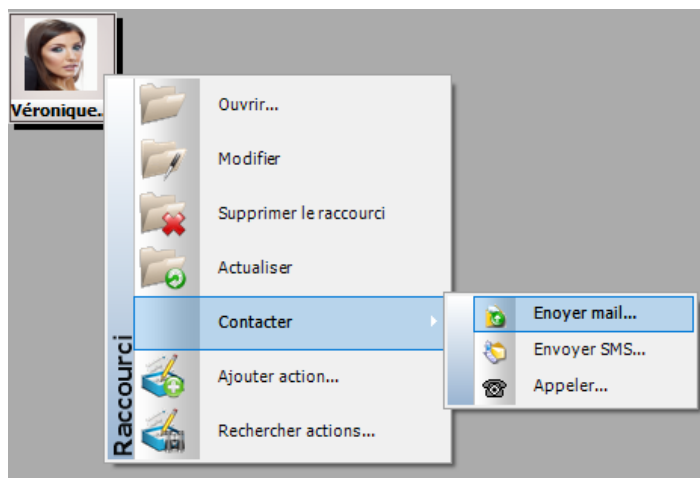 Véronique..
Ouvrir...
Modifier
Supprimer le raccourci
Actualiser
Contacter
Enoyer mail...
Envoyer SMS...
Appeler...
Ajouter action...
Rechercher actions...
Raccourci